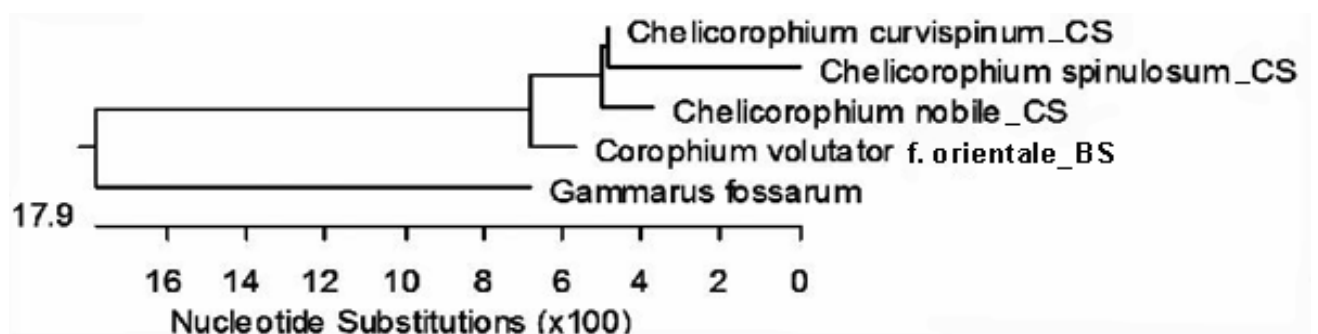 Chelicorophium curvispinum_CS
Chelicorophium spinulosum_CS
Chelicorophium nobile_CS
Corophium volutator f. orientale_BS
Gammarus fossarum
17.9
16 14 12 10 8 6 4 2 0
Nucleotide Substitutions (x100)